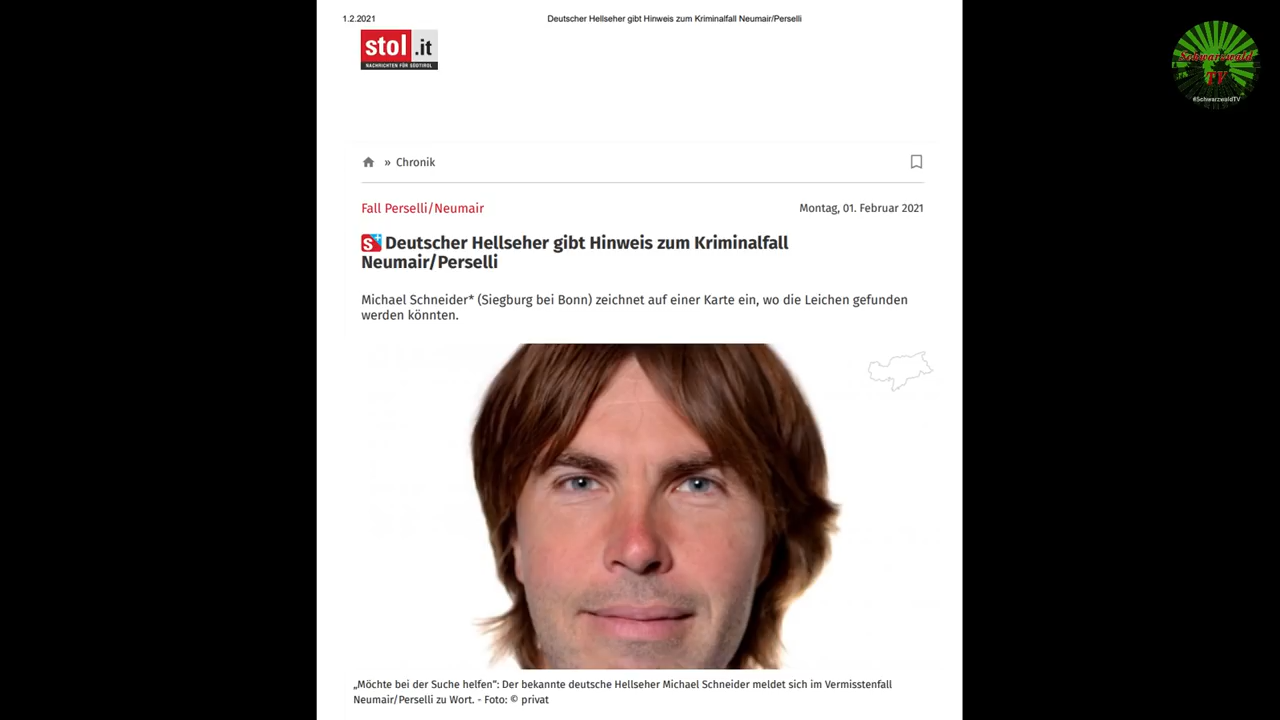 1.2.2021
Deutscher Hellseher gibt Hinweis zum Kriminalfall Neumair/Perselli
stol.it
NACHRICHTEN FÜR SÜDTIROL
Schwarzwald
TV
#SchwarzwaldTV
» Chronik
Fall Perselli/Neumair
Montag, 01. Februar 2021
S+ Deutscher Hellseher gibt Hinweis zum Kriminalfall
Neumair/Perselli
Michael Schneider* (Siegburg bei Bonn) zeichnet auf einer Karte ein, wo die Leichen gefunden
werden könnten.
„Möchte bei der Suche helfen“: Der bekannte deutsche Hellseher Michael Schneider meldet sich im Vermisstenfall
Neumair/Perselli zu Wort. - Foto: © privat